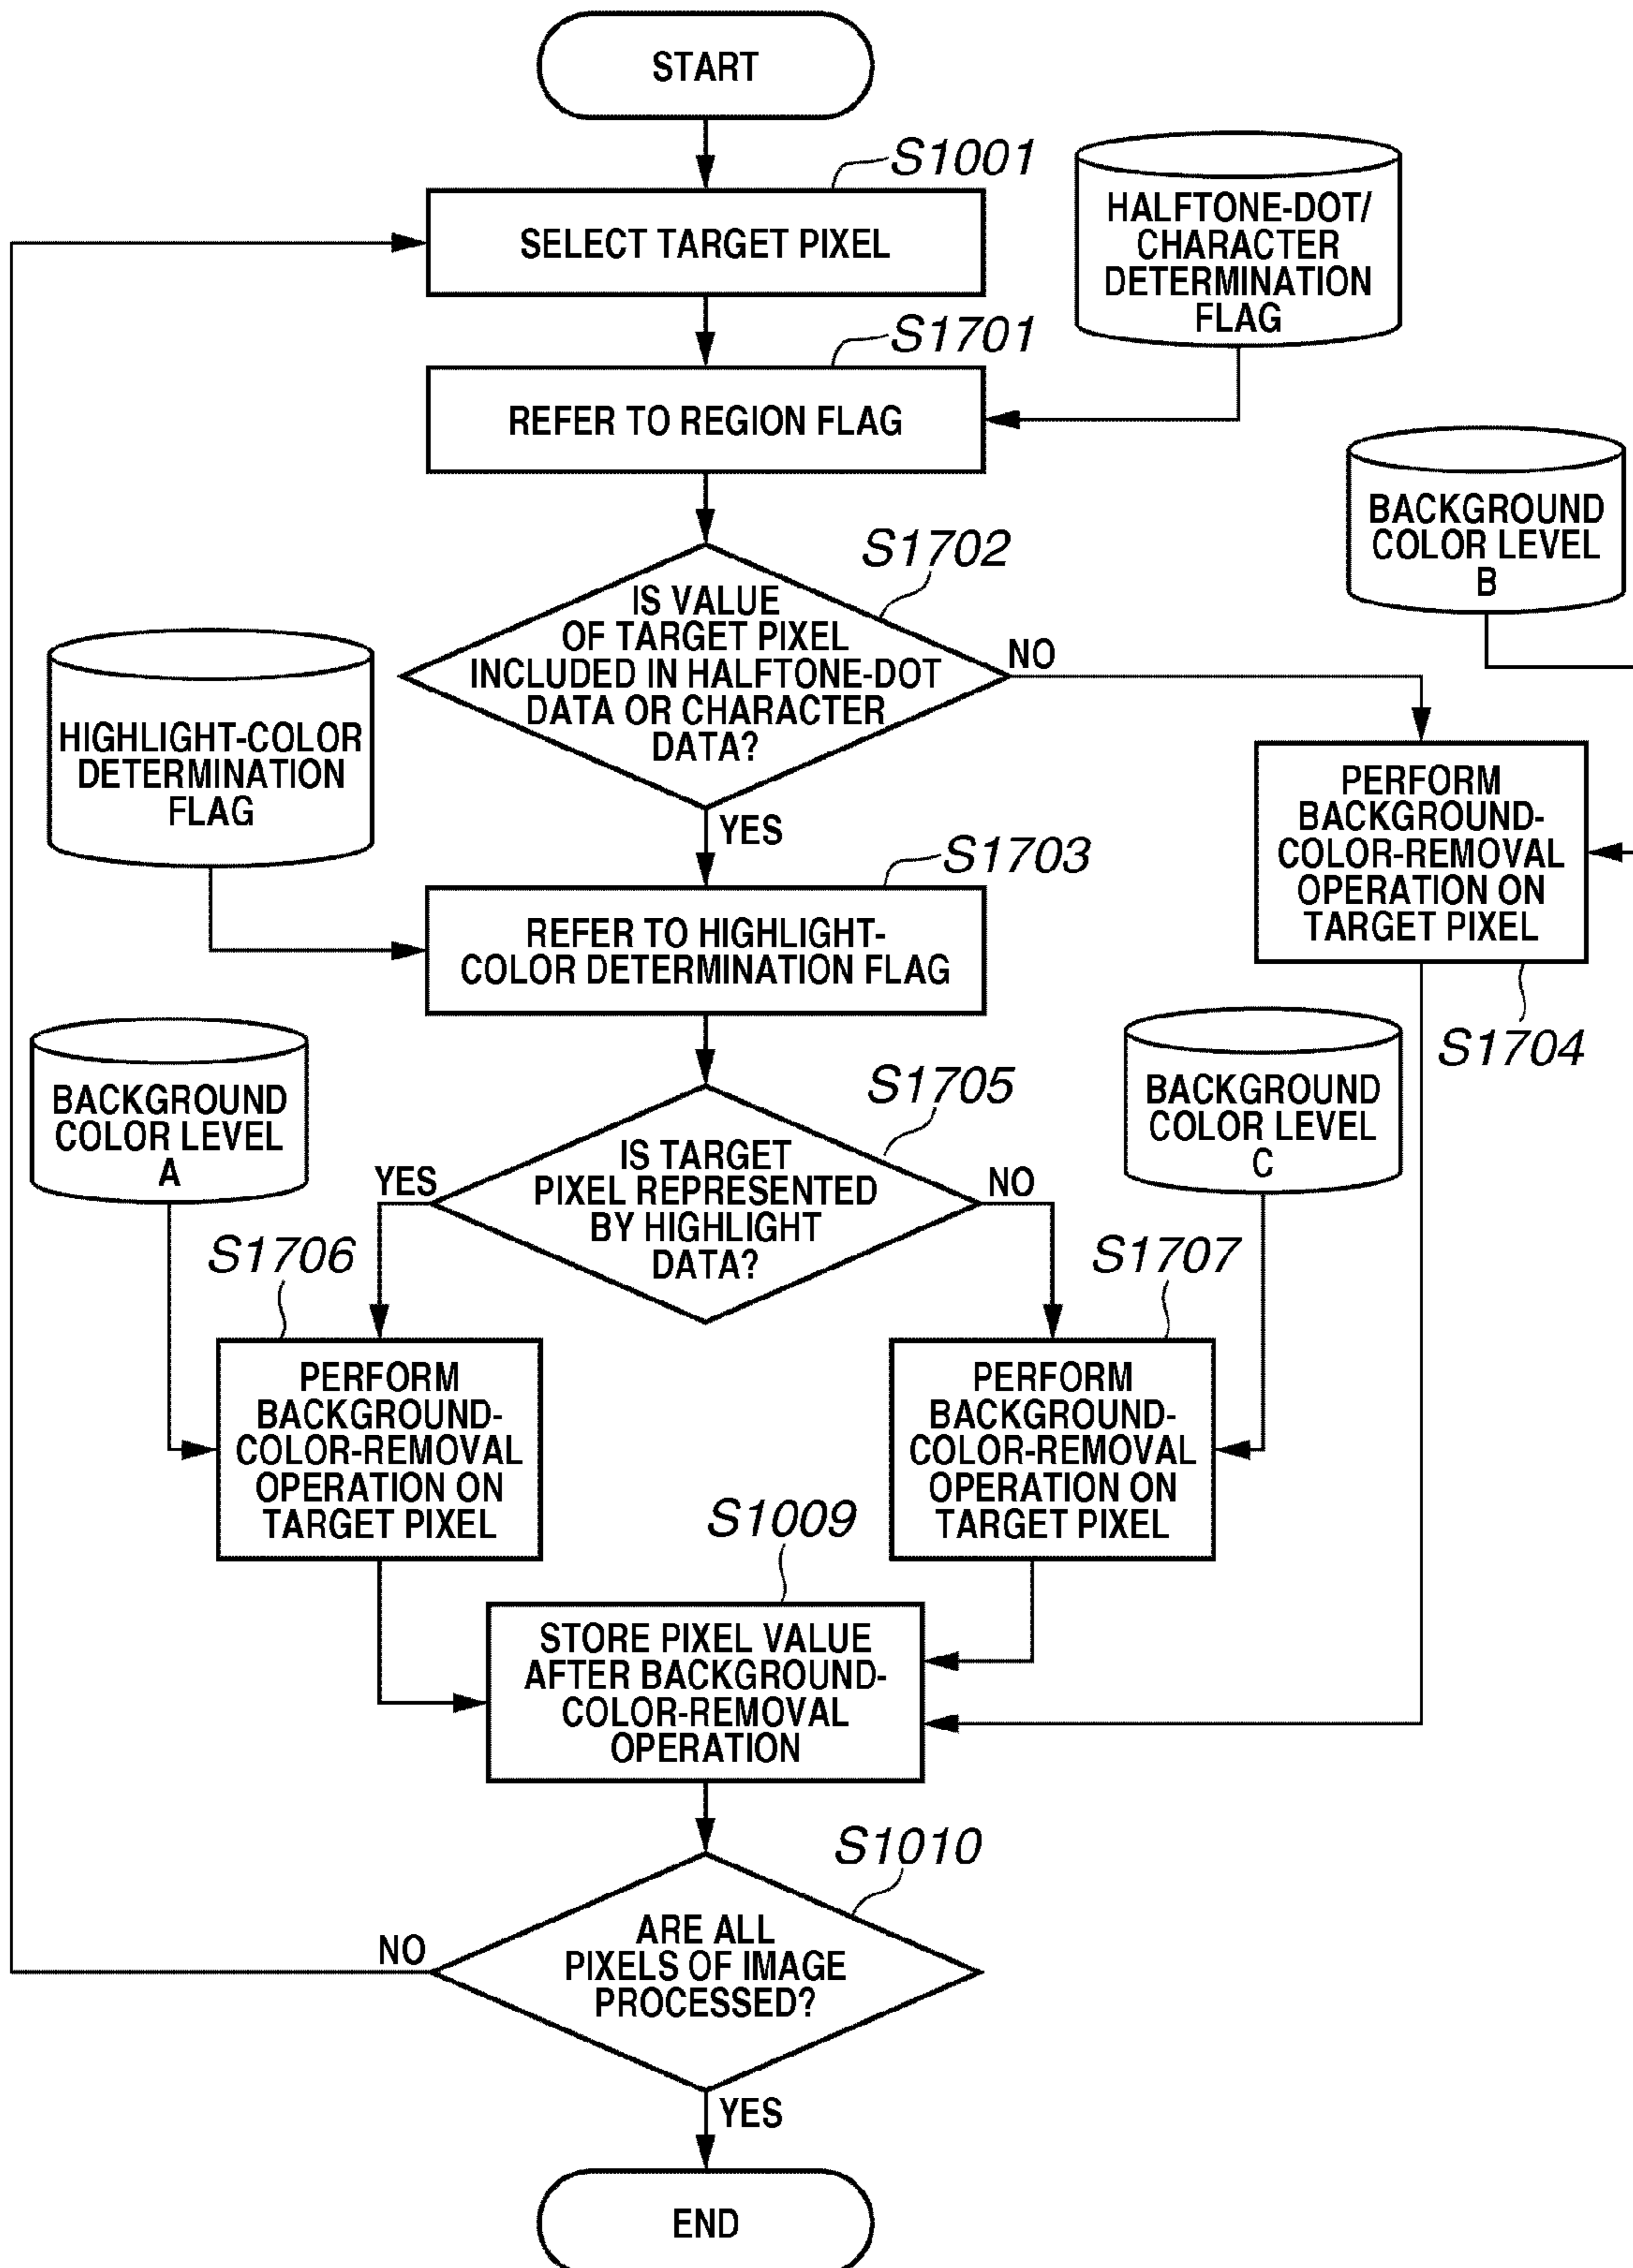 START
S1001
SELECT TARGET PIXEL
HALFTONE-DOT/
CHARACTER
DETERMINATION
FLAG
S1701
REFER TO REGION FLAG
BACKGROUND
COLOR LEVEL
B
S1702
IS VALUE
OF TARGET PIXEL
INCLUDED IN HALFTONE-DOT
DATA OR CHARACTER
DATA?
NO
YES
HIGHLIGHT-COLOR
DETERMINATION
FLAG
PERFORM
BACKGROUND-
COLOR-REMOVAL
OPERATION ON
TARGET PIXEL
S1704
S1703
REFER TO HIGHLIGHT-
COLOR DETERMINATION FLAG
BACKGROUND
COLOR LEVEL
A
BACKGROUND
COLOR LEVEL
C
S1705
IS TARGET
PIXEL REPRESENTED
BY HIGHLIGHT
DATA?
YES
NO
S1706
PERFORM
BACKGROUND-
COLOR-REMOVAL
OPERATION ON
TARGET PIXEL
S1707
PERFORM
BACKGROUND-
COLOR-REMOVAL
OPERATION ON
TARGET PIXEL
S1009
STORE PIXEL VALUE
AFTER BACKGROUND-
COLOR-REMOVAL
OPERATION
S1010
ARE ALL
PIXELS OF IMAGE
PROCESSED?
NO
YES
END